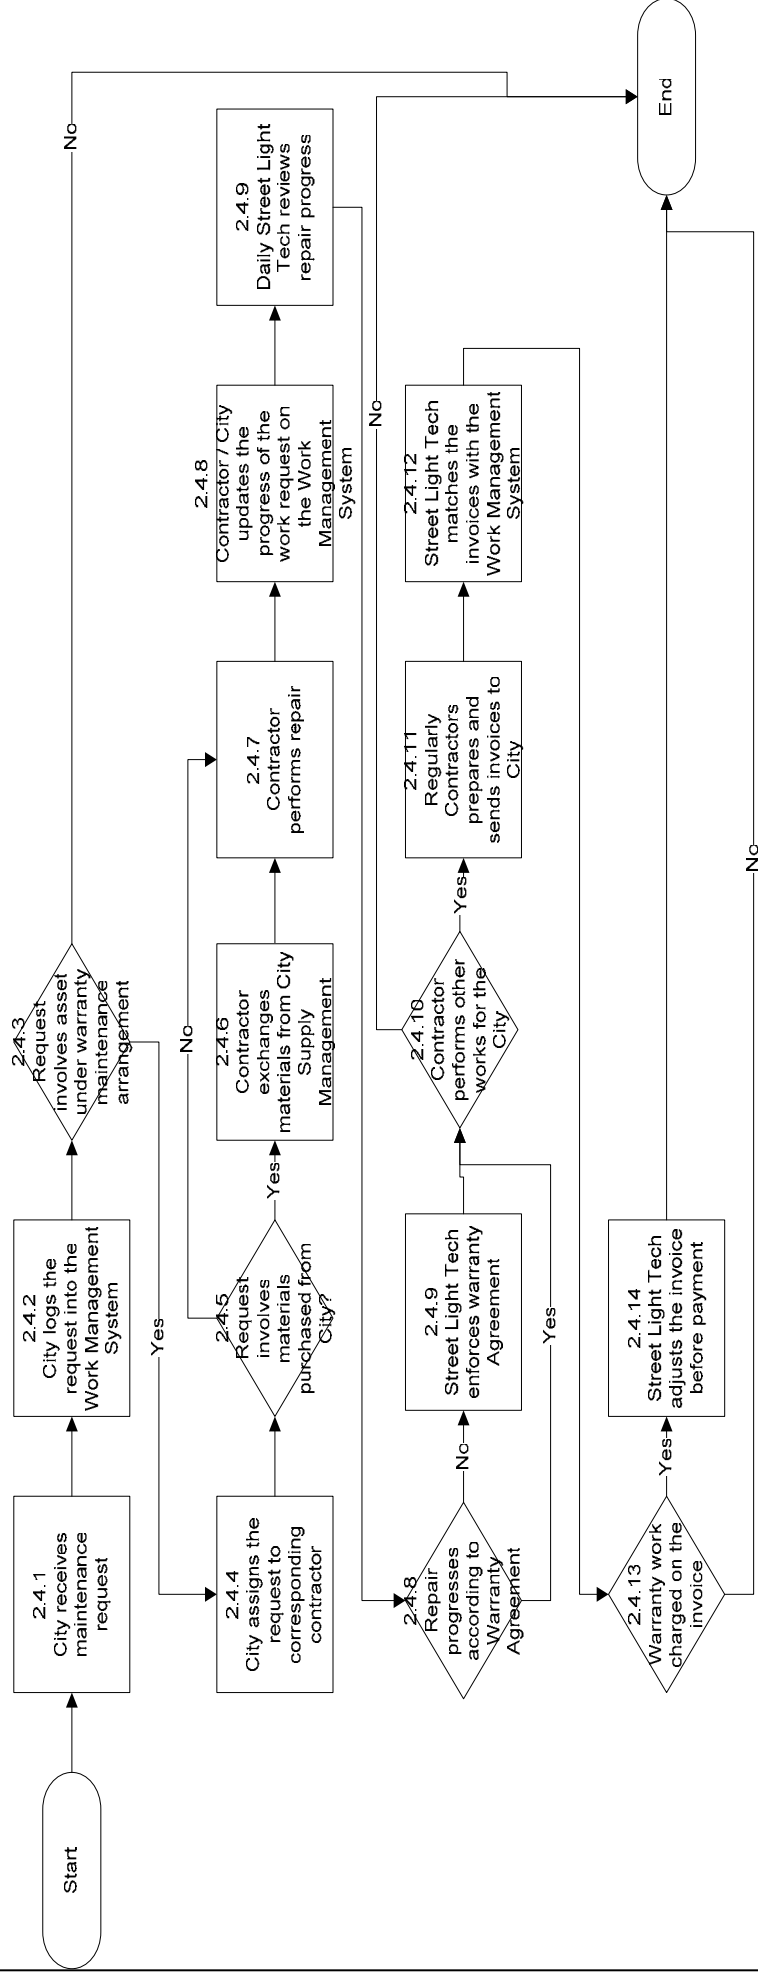 Start
2.4.1
City receives
maintenance
request
2.4.2
City logs the
request into the
Work Management
System
2.4.3
Request
involves asset
under warranty
maintenance
arrangement
No
Yes
2.4.4
City assigns the
request to
corresponding
contractor
2.4.5
Request
involves
materials
purchased from
City?
No
Yes
2.4.6
Contractor
exchanges
materials from City
Supply
Management
2.4.7
Contractor
performs repair
2.4.8
Contractor / City
updates the
progress of the
work request on
the Work
Management
System
2.4.9
Daily Street Light
Tech reviews
repair progress
2.4.8
Repair
progresses
according to
Warranty
Agreement
No
Yes
2.4.9
Street Light Tech
enforces warranty
Agreement
2.4.10
Contractor
performs other
works for the
City
No
Yes
2.4.11
Regularly
Contractors
prepares and
sends invoices to
City
2.4.12
Street Light Tech
matches the
invoices with the
Work Management
System
2.4.13
Warranty work
charged on the
invoice
Yes
No
2.4.14
Street Light Tech
adjusts the invoice
before payment
End